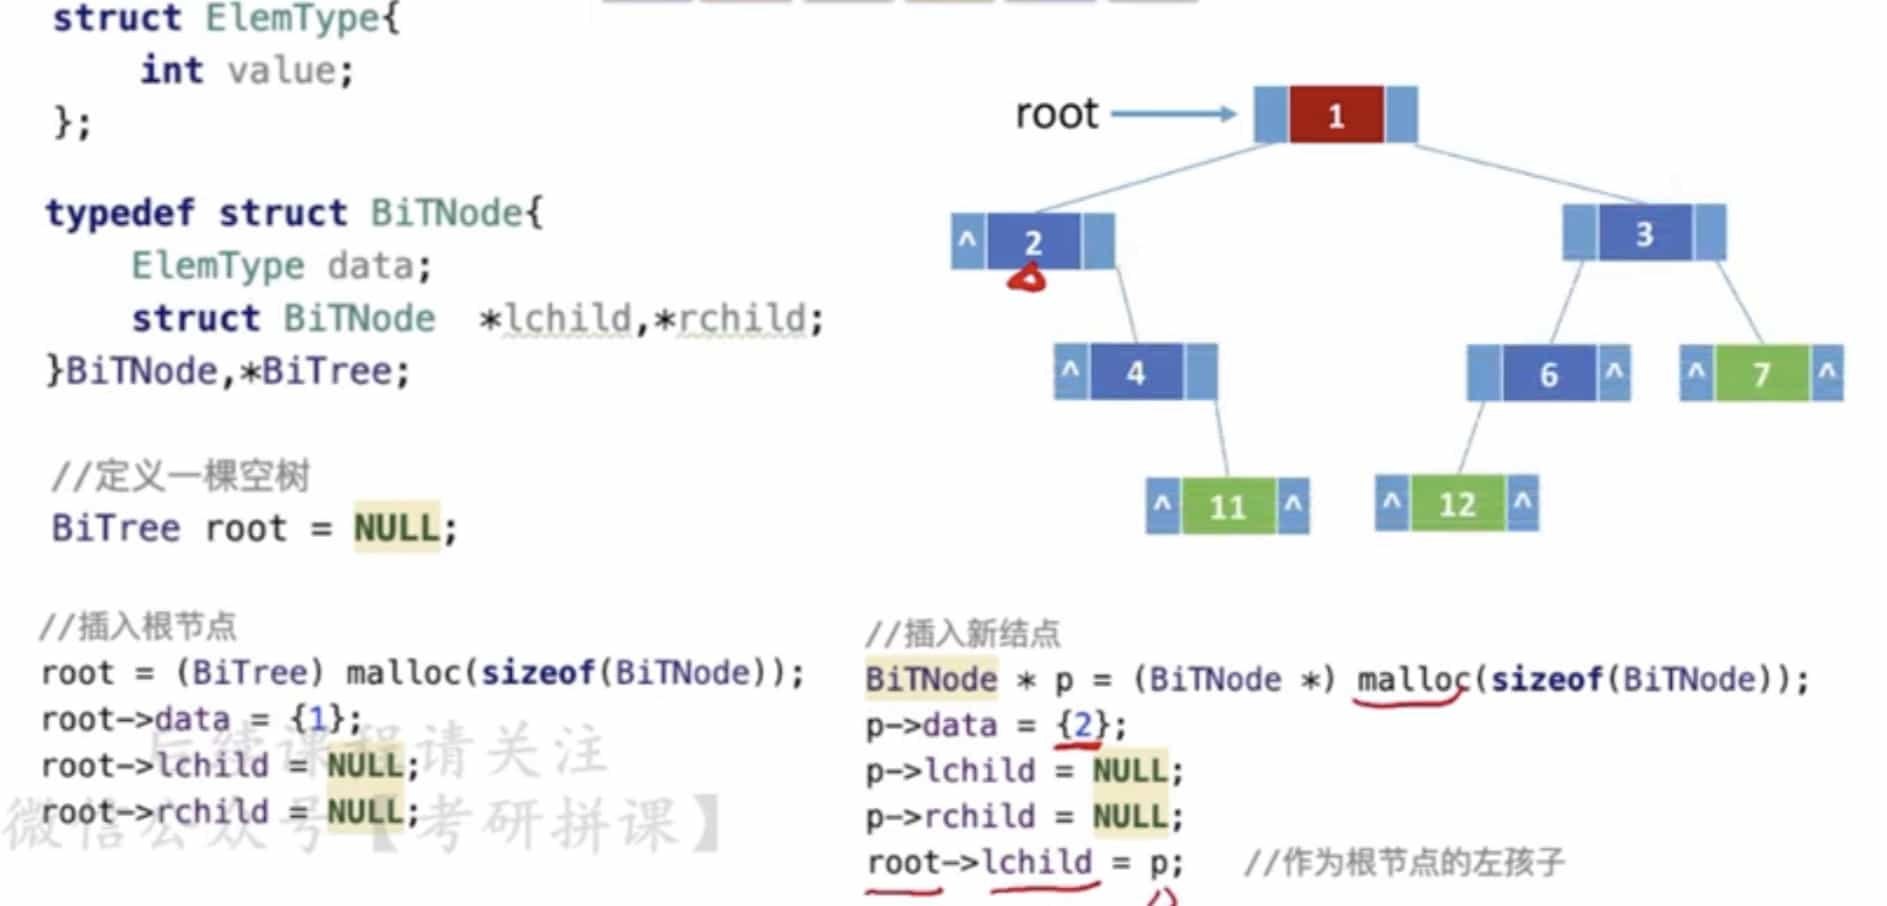 struct ElemType{
int value;
};
typedef struct BiTNode{
ElemType data;
struct BiTNode *lchild,*rchild;
}BiTNode,*BiTree;
//定义一棵空树
BiTree root = NULL;
//插入根节点
root = (BiTree) malloc(sizeof(BiTNode));
root->data = {1};
root->lchild = NULL;
root->rchild = NULL;
后续课程请关注
微信公众号【考研拼课】
root
1
^ 2
3
^ 4
6 ^
^ 7 ^
^ 11 ^
^ 12 ^
//插入新结点
BiTNode * p = (BiTNode *) malloc(sizeof(BiTNode));
p->data = {2};
p->lchild = NULL;
p->rchild = NULL;
root->lchild = p; //作为根节点的左孩子